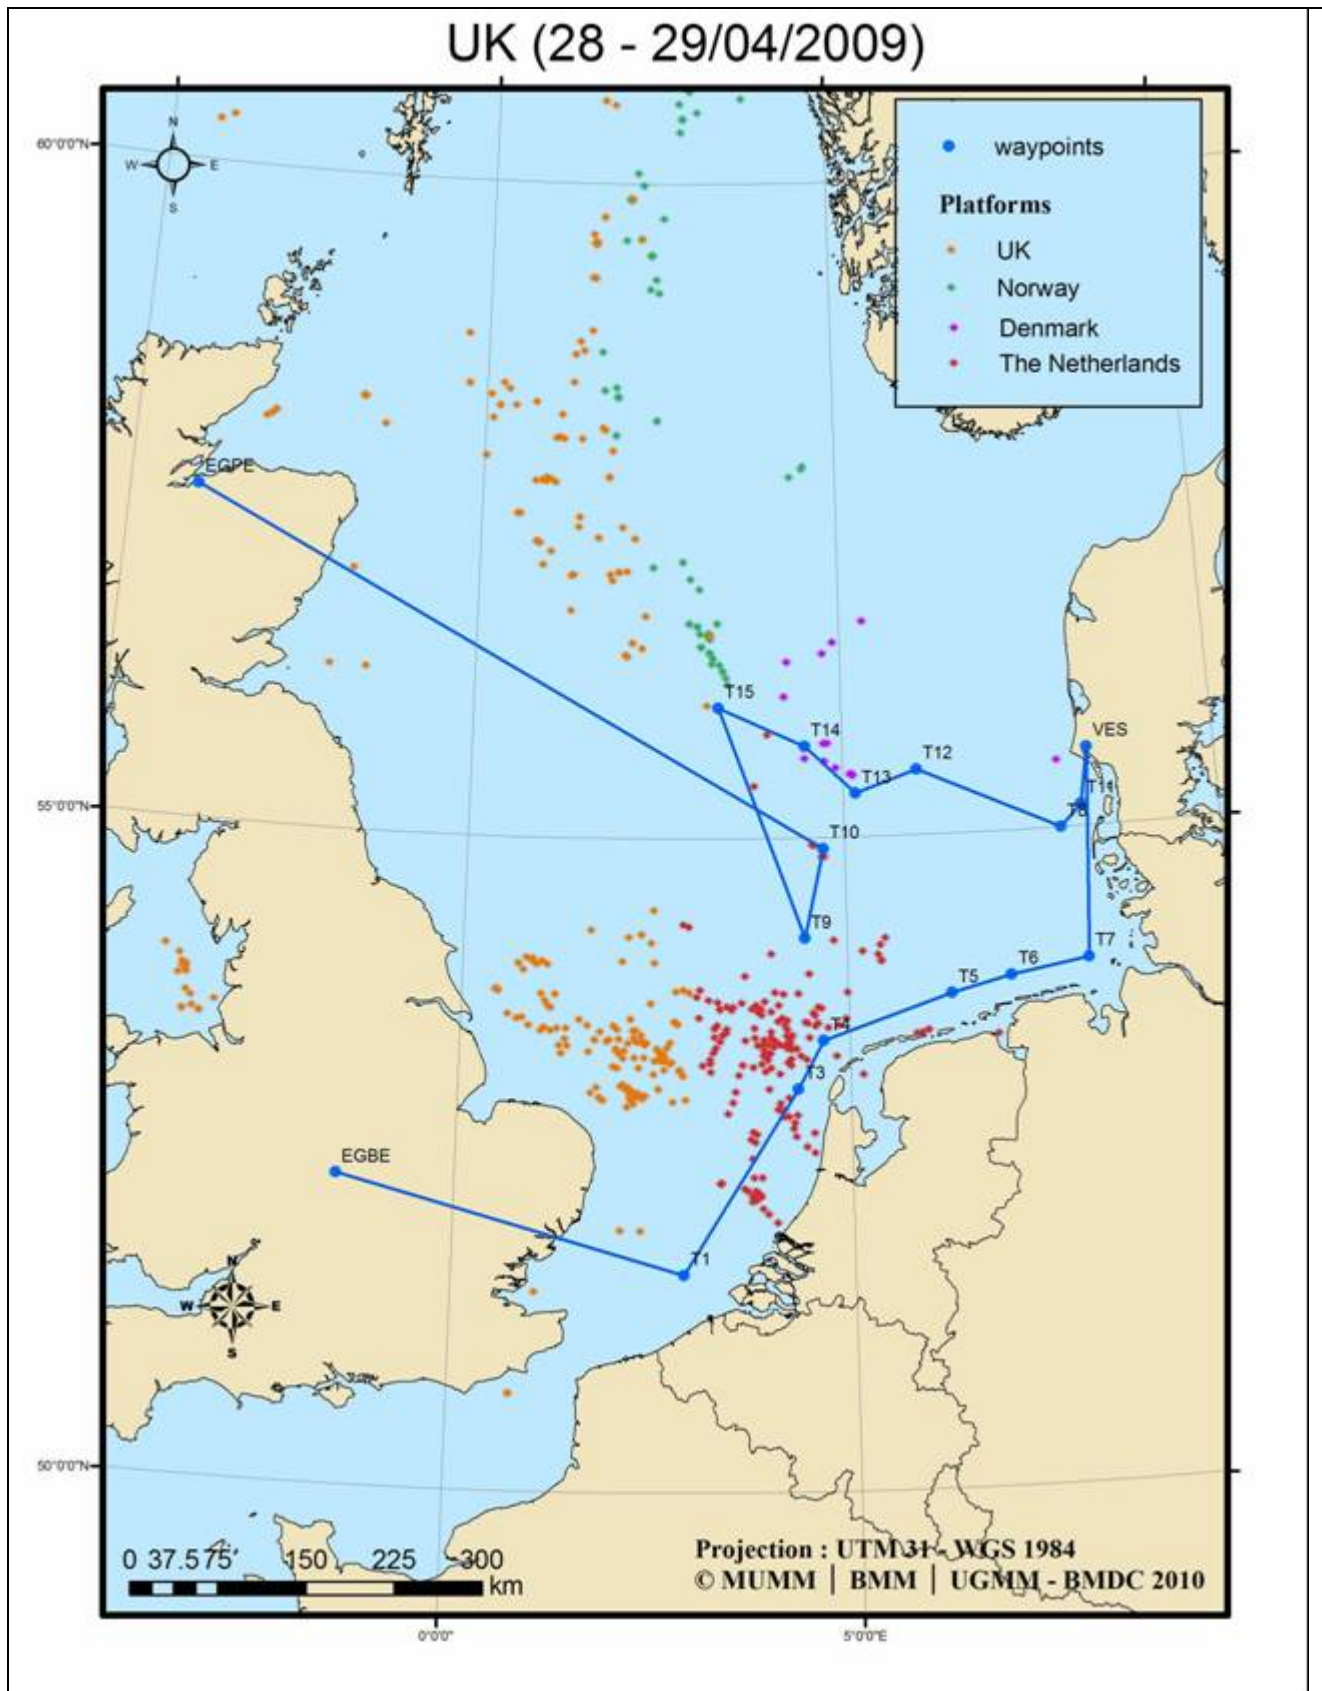 UK (28 - 29/04/2009)
60°0'0"N
N
W E
S
waypoints
Platforms
UK
Norway
Denmark
The Netherlands
EGPE
T15
T14
VES
T12
T13
T11
T8
55°0'0"N
T10
T9
T7
T6
T5
T4
T3
EGBE
T1
N
W E
S
50°0'0"N
0 37.5 75 150 225 300
km
Projection : UTM 31 - WGS 1984
© MUMM | BMM | UGMM - BMDC 2010
0°0'0"
5°0'0"E